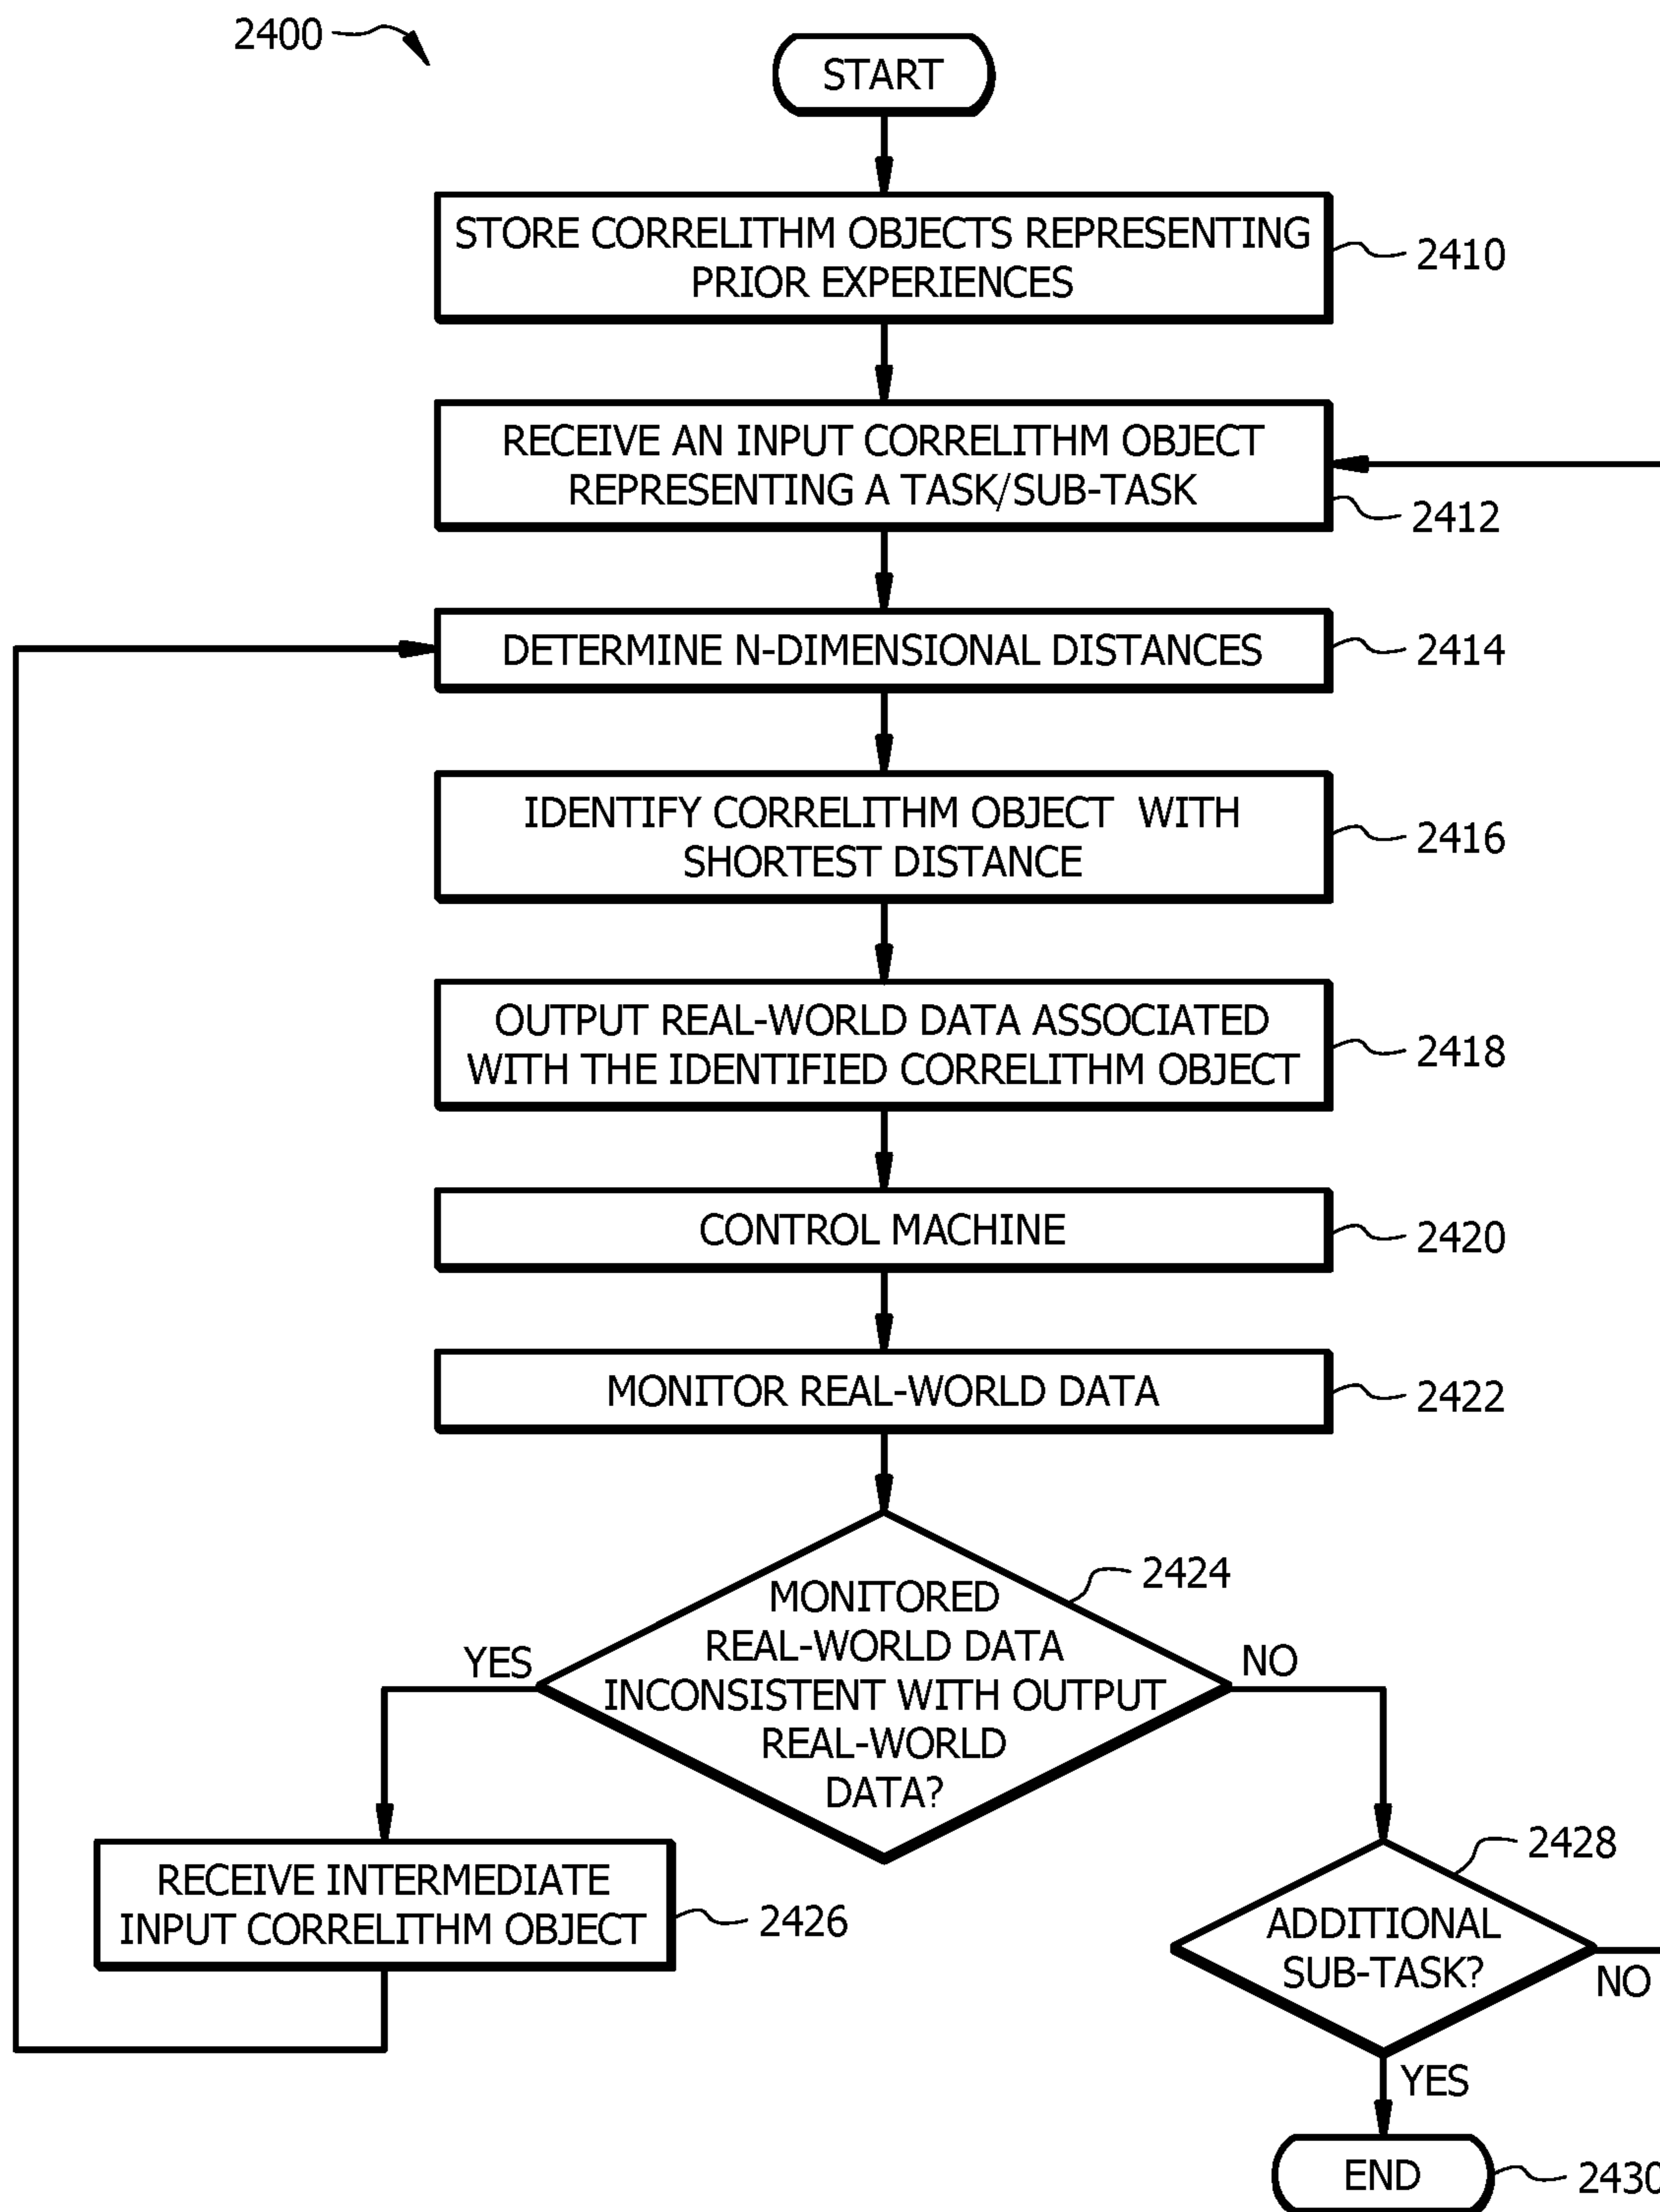 2400
START
STORE CORRELITHM OBJECTS REPRESENTING
PRIOR EXPERIENCES
2410
RECEIVE AN INPUT CORRELITHM OBJECT
REPRESENTING A TASK/SUB-TASK
2412
DETERMINE N-DIMENSIONAL DISTANCES
2414
IDENTIFY CORRELITHM OBJECT WITH
SHORTEST DISTANCE
2416
OUTPUT REAL-WORLD DATA ASSOCIATED
WITH THE IDENTIFIED CORRELITHM OBJECT
2418
CONTROL MACHINE
2420
MONITOR REAL-WORLD DATA
2422
MONITORED
REAL-WORLD DATA
INCONSISTENT WITH OUTPUT
REAL-WORLD
DATA?
2424
YES
NO
RECEIVE INTERMEDIATE
INPUT CORRELITHM OBJECT
2426
ADDITIONAL
SUB-TASK?
2428
NO
YES
END
2430